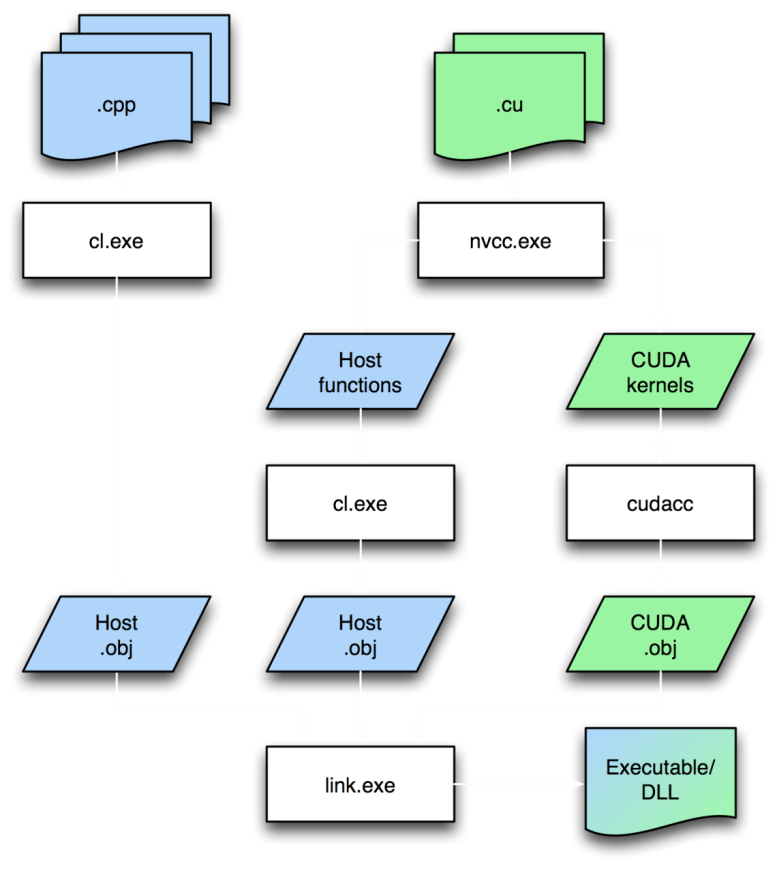 .cpp
.cu
cl.exe
nvcc.exe
Host
functions
CUDA
kernels
cl.exe
cudacc
Host
.obj
Host
.obj
CUDA
.obj
link.exe
Executable/
DLL